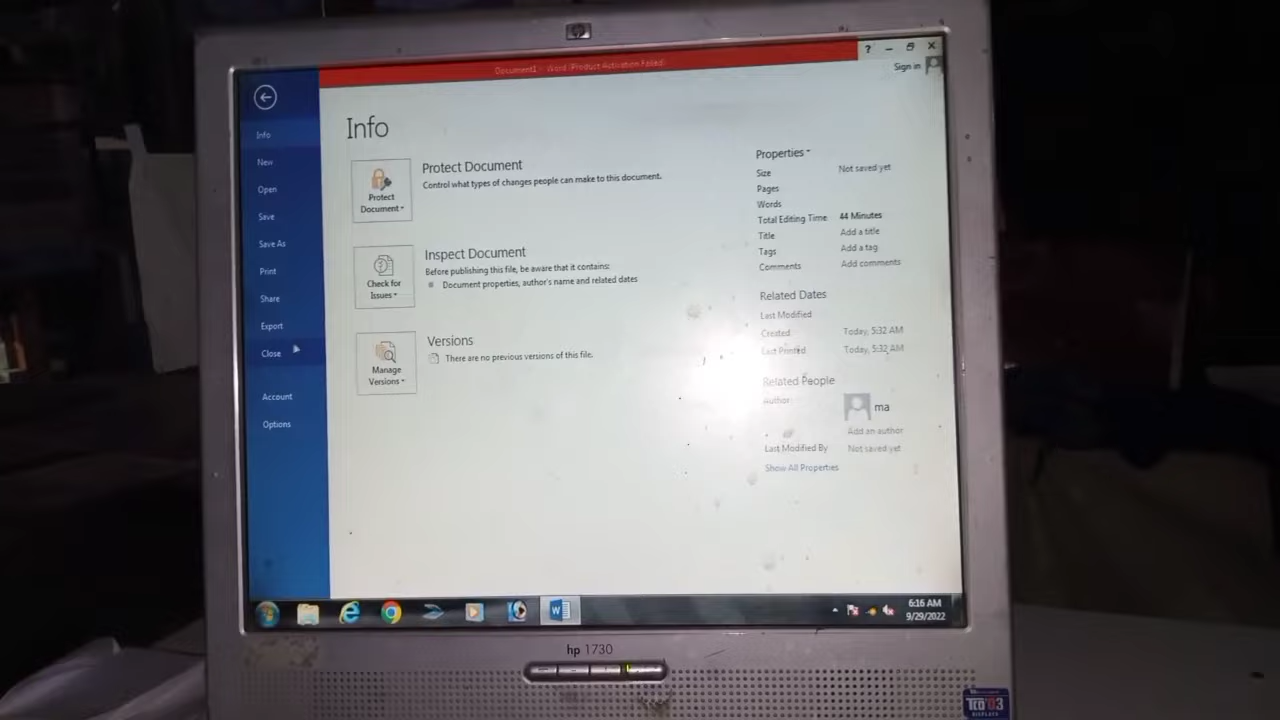 hp
Document1 - Word (Product Activation Failed)
?
Sign in
Info
New
Open
Save
Save As
Print
Share
Export
Close
Account
Options
Info
Protect Document
Protect Document
Control what types of changes people can make to this document.
Check for Issues
Inspect Document
Before publishing this file, be aware that it contains:
Document properties, author's name and related dates
Manage Versions
Versions
There are no previous versions of this file.
Properties
Size Not saved yet
Pages
Words
Total Editing Time 44 Minutes
Title Add a title
Tags Add a tag
Comments Add comments
Related Dates
Last Modified
Created Today, 5:32 AM
Last Printed Today, 5:32 AM
Related People
Author ma
Add an author
Last Modified By Not saved yet
Show All Properties
6:16 AM
9/29/2022
hp 1730
TCO'03
DISPLAYS